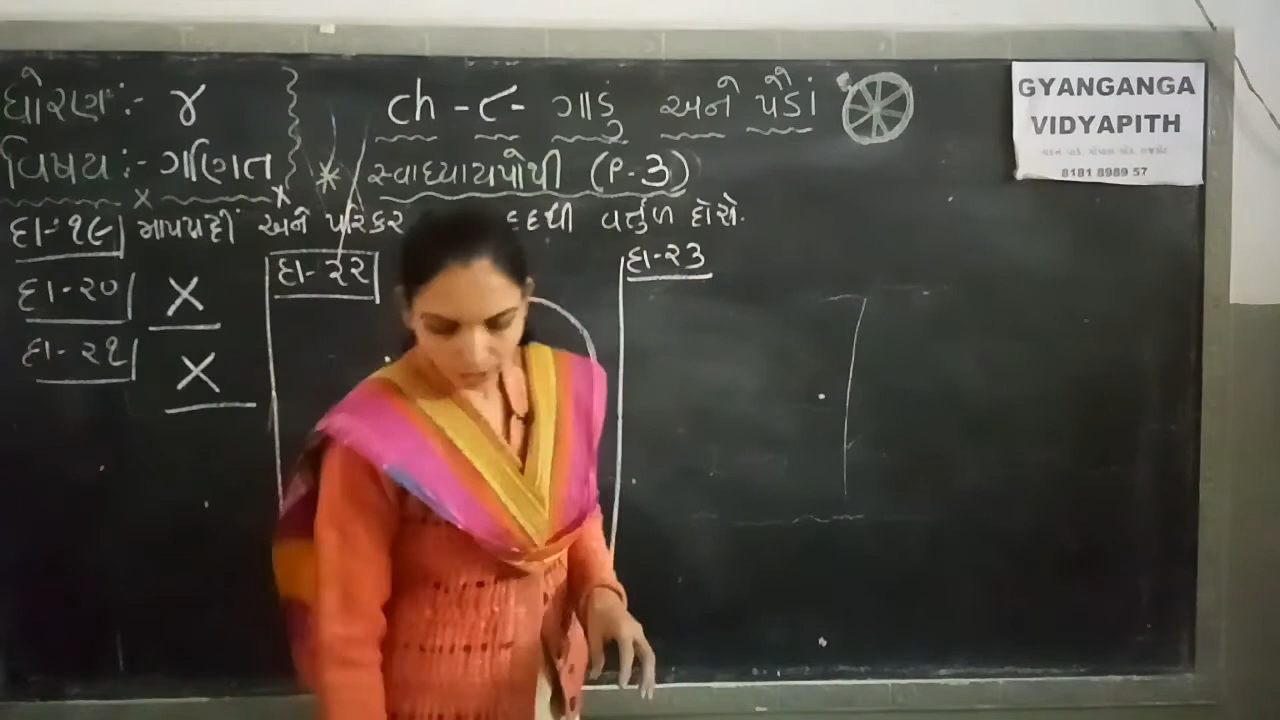 ધોરણઃ- ૪
વિષયઃ- ગણિત
ch - ૮ - ગાડું અને પૈડાં
સ્વાધ્યાયપોથી (P-3)
દા-૧૯ માપપટ્ટી અને પરિકર વર્તુળ દોરો.
દા-૨૦ X
દા-૨૧ X
દા-૨૨
દા-૨૩
GYANGANGA
VIDYAPITH
8181 8989 57